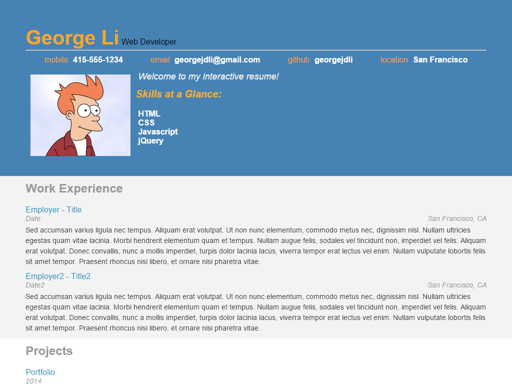 George Li Web Developer
mobile 415-555-1234 email georgejdli@gmail.com github georgejdli location San Francisco
Welcome to my interactive resume!
Skills at a Glance:
HTML
CSS
Javascript
jQuery
Work Experience
Employer - Title
Date San Francisco, CA
Sed accumsan varius ligula nec tempus. Aliquam erat volutpat. Ut non nunc elementum, commodo metus nec, dignissim nisl. Nullam ultricies
egestas quam vitae lacinia. Morbi hendrerit elementum quam et tempus. Nullam augue felis, sodales vel tincidunt non, imperdiet vel felis. Aliquam
erat volutpat. Donec convallis, nunc a mollis imperdiet, turpis dolor lacinia lacus, viverra tempor erat lectus vel enim. Nullam vulputate lobortis felis
sit amet tempor. Praesent rhoncus nisi libero, et ornare nisi pharetra vitae.
Employer2 - Title2
Date2 San Francisco, CA
Sed accumsan varius ligula nec tempus. Aliquam erat volutpat. Ut non nunc elementum, commodo metus nec, dignissim nisl. Nullam ultricies
egestas quam vitae lacinia. Morbi hendrerit elementum quam et tempus. Nullam augue felis, sodales vel tincidunt non, imperdiet vel felis. Aliquam
erat volutpat. Donec convallis, nunc a mollis imperdiet, turpis dolor lacinia lacus, viverra tempor erat lectus vel enim. Nullam vulputate lobortis felis
sit amet tempor. Praesent rhoncus nisi libero, et ornare nisi pharetra vitae.
Projects
Portfolio
2014